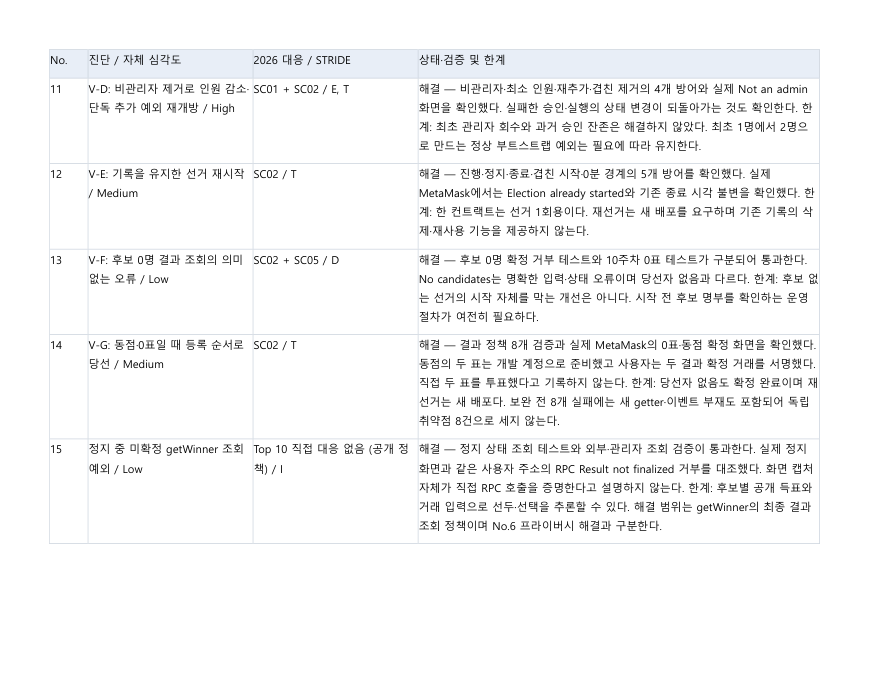 No. 진단 / 자체 심각도 2026 대응 / STRIDE 상태·검증 및 한계
11 V-D: 비관리자 제거로 인원 감소· SC01 + SC02 / E, T 해결 — 비관리자·최소 인원·재추가·겹친 제거의 4개 방어와 실제 Not an admin
단독 추가 예외 재개방 / High 화면을 확인했다. 실패한 승인·실행의 상태 변경이 되돌아가는 것도 확인한다. 한
계: 최초 관리자 회수와 과거 승인 잔존은 해결하지 않았다. 최초 1명에서 2명으
로 만드는 정상 부트스트랩 예외는 필요에 따라 유지한다.
12 V-E: 기록을 유지한 선거 재시작 SC02 / T 해결 — 진행·정지·종료·겹친 시작·0분 경계의 5개 방어를 확인했다. 실제
/ Medium MetaMask에서는 Election already started와 기존 종료 시각 불변을 확인했다. 한
계: 한 컨트랙트는 선거 1회용이다. 재선거는 새 배포를 요구하며 기존 기록의 삭
제·재사용 기능을 제공하지 않는다.
13 V-F: 후보 0명 결과 조회의 의미 SC02 + SC05 / D 해결 — 후보 0명 확정 거부 테스트와 10주차 0표 테스트가 구분되어 통과한다.
없는 오류 / Low No candidates는 명확한 입력·상태 오류이며 당선자 없음과 다르다. 한계: 후보 없
는 선거의 시작 자체를 막는 개선은 아니다. 시작 전 후보 명부를 확인하는 운영
절차가 여전히 필요하다.
14 V-G: 동점·0표일 때 등록 순서로 SC02 / T 해결 — 결과 정책 8개 검증과 실제 MetaMask의 0표·동점 확정 화면을 확인했다.
당선 / Medium 동점의 두 표는 개발 계정으로 준비했고 사용자는 두 결과 확정 거래를 서명했다.
직접 두 표를 투표했다고 기록하지 않는다. 한계: 당선자 없음도 확정 완료이며 재
선거는 새 배포다. 보완 전 8개 실패에는 새 getter·이벤트 부재도 포함되어 독립
취약점 8건으로 세지 않는다.
15 정지 중 미확정 getWinner 조회 Top 10 직접 대응 없음 (공개 정 해결 — 정지 상태 조회 테스트와 외부·관리자 조회 검증이 통과한다. 실제 정지
예외 / Low 책) / I 화면과 같은 사용자 주소의 RPC Result not finalized 거부를 대조했다. 화면 캡처
자체가 직접 RPC 호출을 증명한다고 설명하지 않는다. 한계: 후보별 공개 득표와
거래 입력으로 선두·선택을 추론할 수 있다. 해결 범위는 getWinner의 최종 결과
조회 정책이며 No.6 프라이버시 해결과 구분한다.